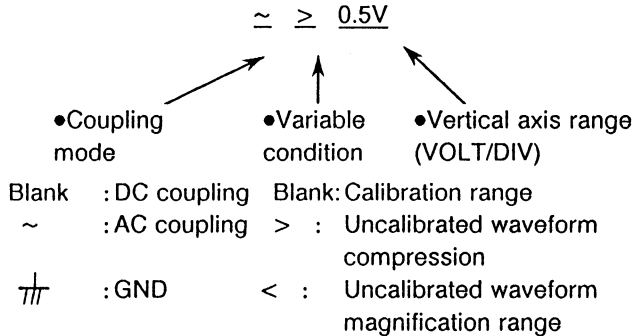 ~ > 0.5V
●Coupling mode
●Variable condition
●Vertical axis range (VOLT/DIV)
Blank : DC coupling Blank: Calibration range
~ : AC coupling > : Uncalibrated waveform
compression
: GND < : Uncalibrated waveform
magnification range